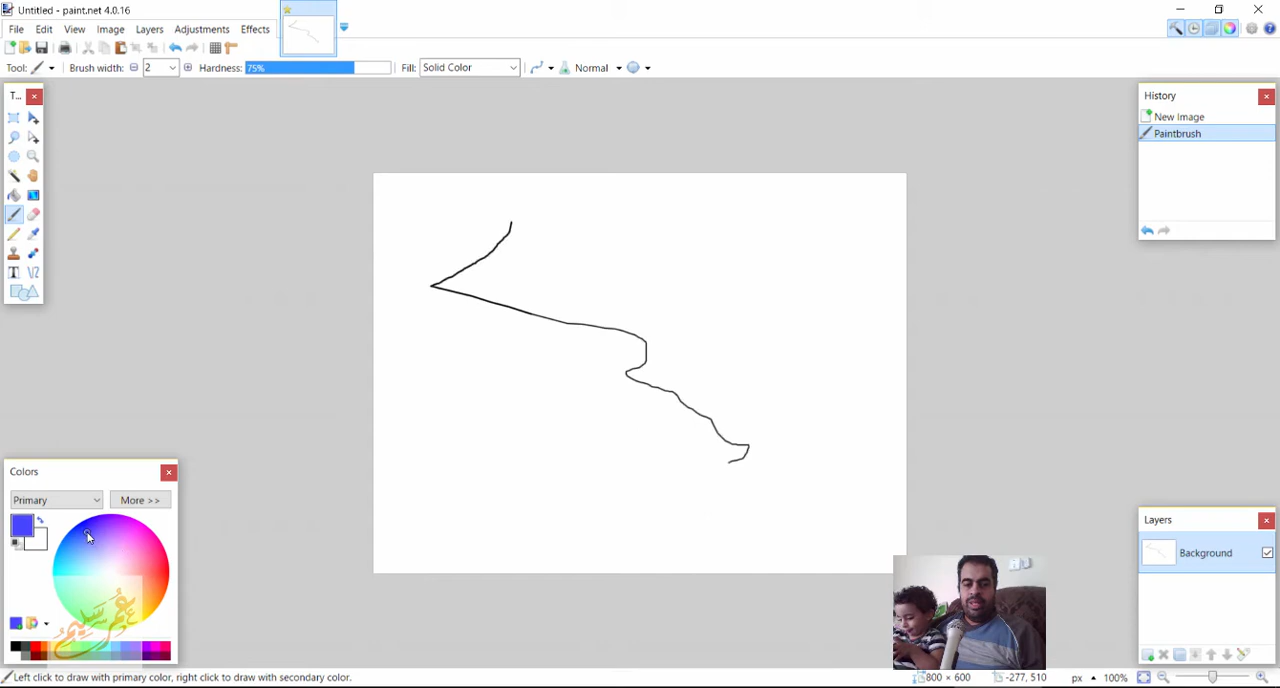 Untitled - paint.net 4.0.16
File Edit View Image Layers Adjustments Effects
Tool: Brush width: 2 Hardness: 75% Fill: Solid Color Normal
T...
History
New Image
Paintbrush
Colors
Primary More >>
Layers
Background
عمر سليم
Left click to draw with primary color, right click to draw with secondary color. 800 × 600 -277, 510 px 100%